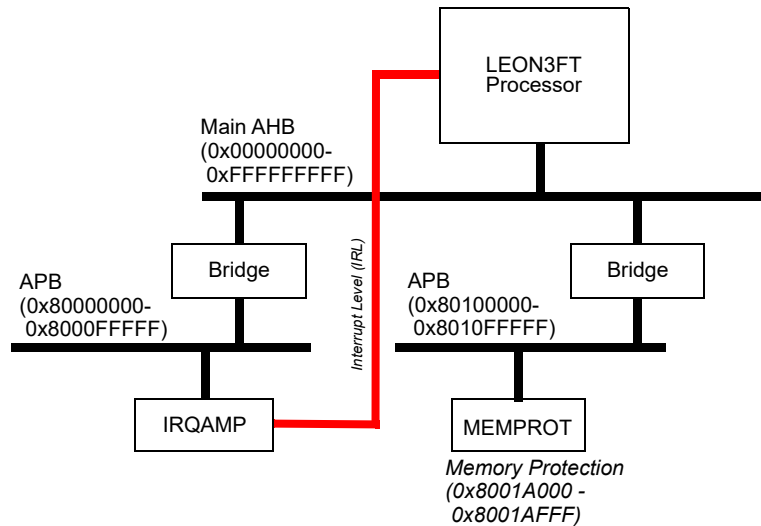 LEON3FT
Processor
Main AHB
(0x00000000-
0xFFFFFFFFF)
Interrupt Level (IRL)
Bridge
Bridge
APB
(0x80000000-
0x8000FFFFF)
APB
(0x80100000-
0x8010FFFFF)
IRQAMP
MEMPROT
Memory Protection
(0x8001A000 -
0x8001AFFF)